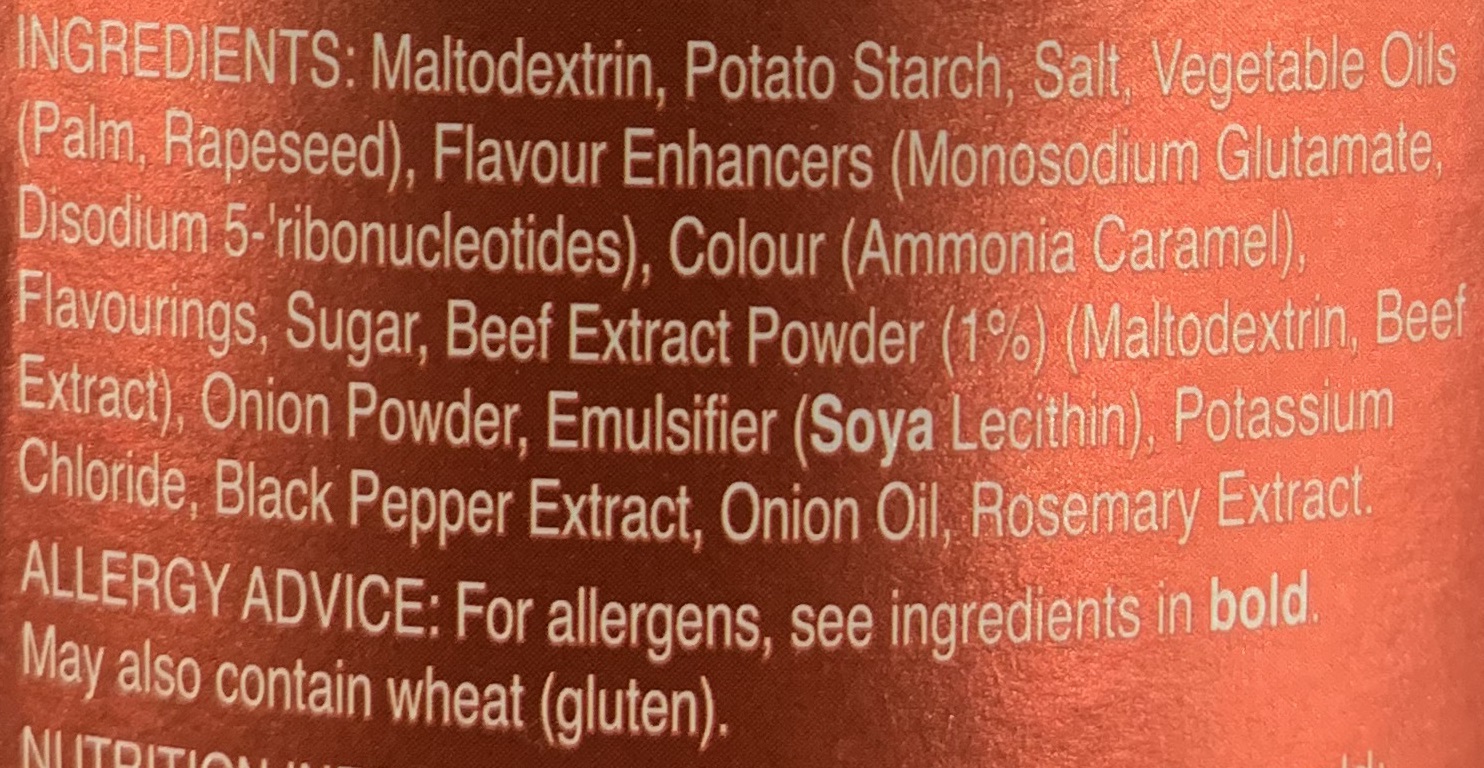 INGREDIENTS: Maltodextrin, Potato Starch, Salt, Vegetable Oils
(Palm, Rapeseed), Flavour Enhancers (Monosodium Glutamate,
Disodium 5-'ribonucleotides), Colour (Ammonia Caramel),
Flavourings, Sugar, Beef Extract Powder (1%) (Maltodextrin, Beef
Extract), Onion Powder, Emulsifier (Soya Lecithin), Potassium
Chloride, Black Pepper Extract, Onion Oil, Rosemary Extract.
ALLERGY ADVICE: For allergens, see ingredients in bold.
May also contain wheat (gluten).
NUTRITION